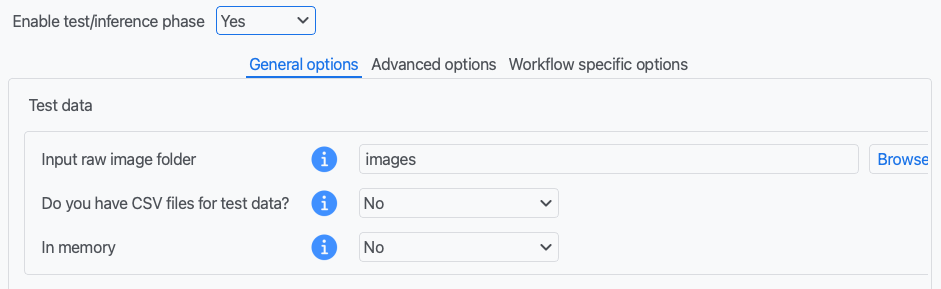 Enable test/inference phase Yes
General options Advanced options Workflow specific options
Test data
Input raw image folder i images Browse
Do you have CSV files for test data? i No
In memory i No